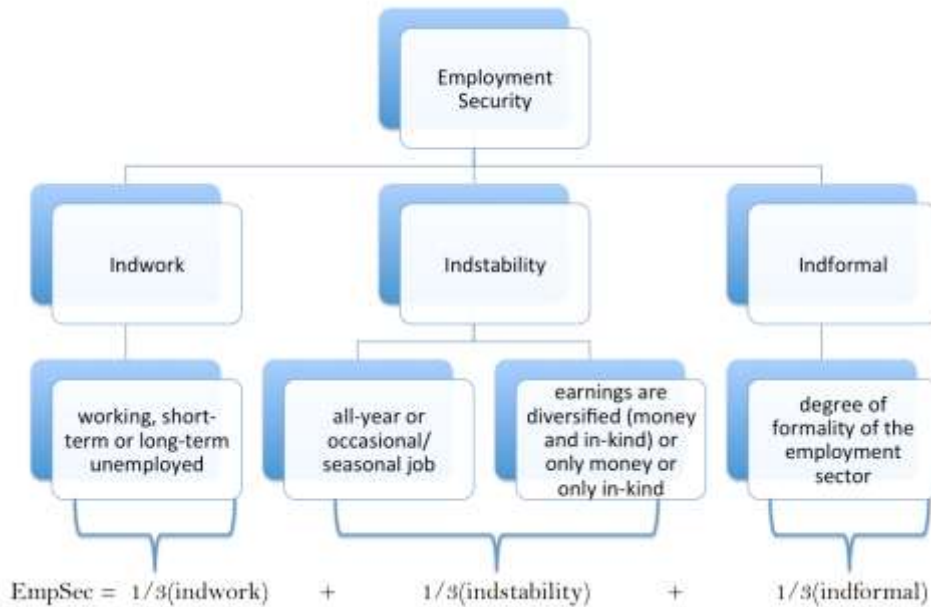 Employment
Security
Indwork
Indstability
Indformal
working, short-
term or long-term
unemployed
all-year or
occasional/
seasonal job
earnings are
diversified (money
and in-kind) or
only money or
only in-kind
degree of
formality of the
employment
sector
EmpSec = 1/3(indwork) + 1/3(indstability) + 1/3(indformal)